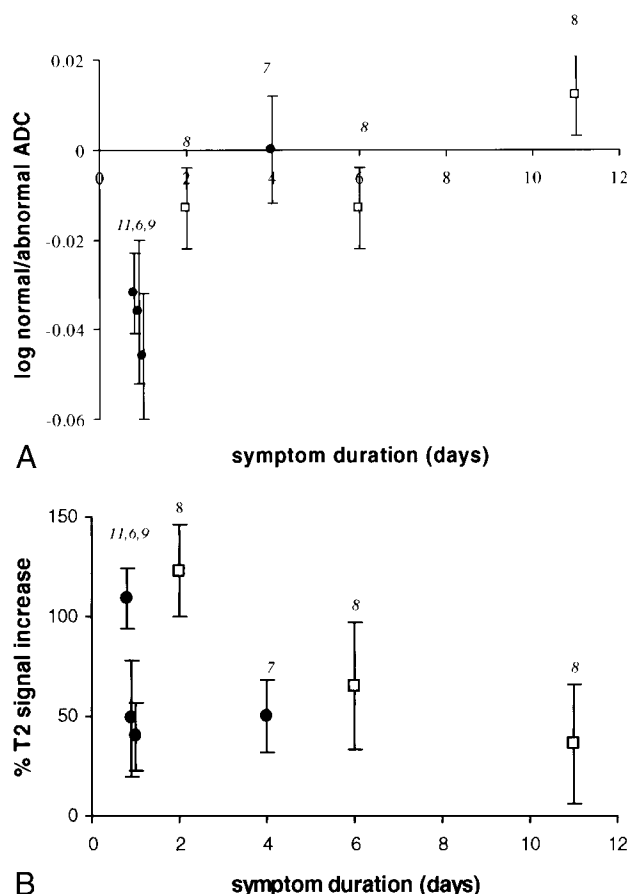 8
0.02
7
8
8
log normal/abnormal ADC
0
0 2 4 6 8 10 12
11,6,9
-0.02
-0.04
-0.06
A
symptom duration (days)
150
8
11,6,9
% T2 signal increase
100
8
7
8
50
0
0 2 4 6 8 10 12
B
symptom duration (days)